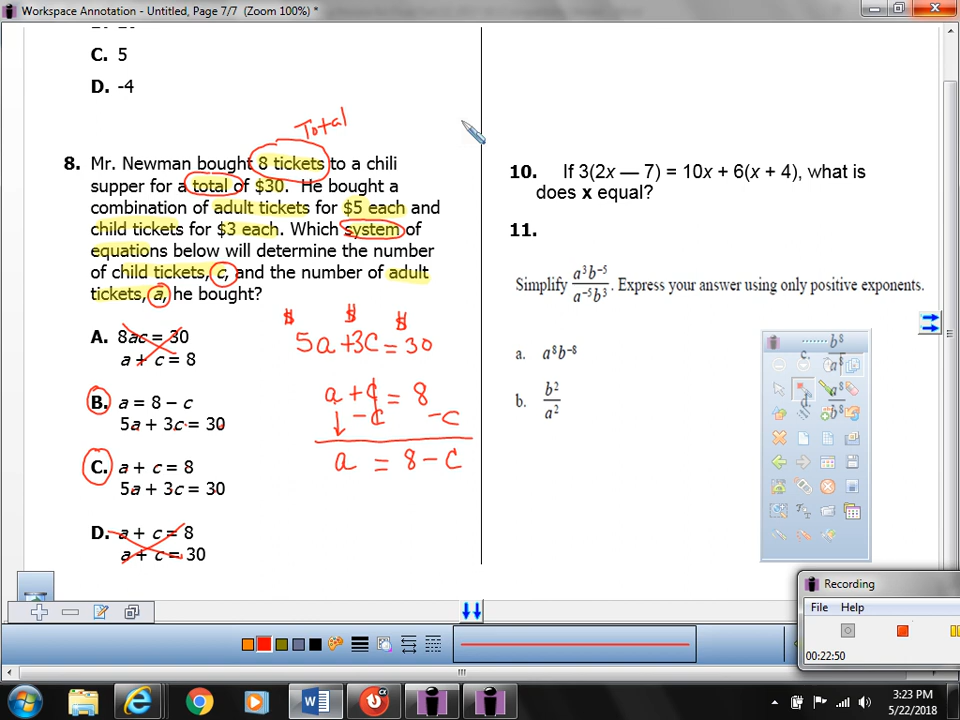 Workspace Annotation - Untitled, Page 7/7 (Zoom 100%) *
C. 5
D. -4
Total
8. Mr. Newman bought 8 tickets to a chili
supper for a total of $30. He bought a
combination of adult tickets for $5 each and
child tickets for $3 each. Which system of
equations below will determine the number
of child tickets, c, and the number of adult
tickets, a, he bought?
$ $ $
5a + 3c = 30
A. 8ac = 30
a + c = 8
B. a = 8 – c
5a + 3c = 30
C. a + c = 8
5a + 3c = 30
D. a + c = 8
a + c = 30
a + c = 8
- c - c
a = 8 - c
10. If 3(2x — 7) = 10x + 6(x + 4), what is
does x equal?
11.
Simplify a³b⁻⁵ / a⁻⁵b³. Express your answer using only positive exponents.
a. a⁸b⁻⁸
b. b² / a²
c. b⁸ / a⁸
d. a⁸ / b⁸
Recording
File Help
00:22:50
3:23 PM
5/22/2018